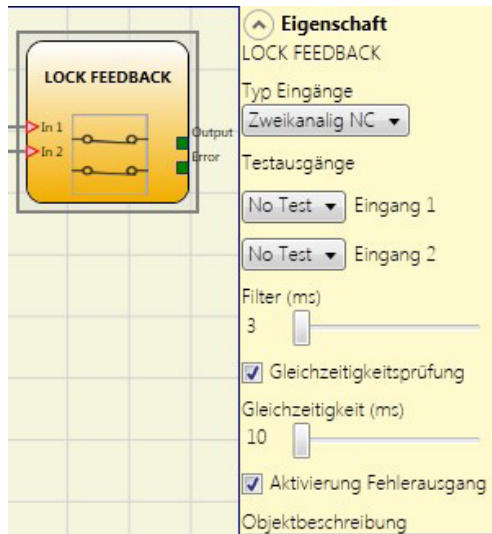 LOCK FEEDBACK
In 1
In 2
Output
Error
Eigenschaft
LOCK FEEDBACK
Typ Eingänge
Zweikanalig NC
Testausgänge
No Test Eingang 1
No Test Eingang 2
Filter (ms)
3
Gleichzeitigkeitsprüfung
Gleichzeitigkeit (ms)
10
Aktivierung Fehlerausgang
Objektbeschreibung